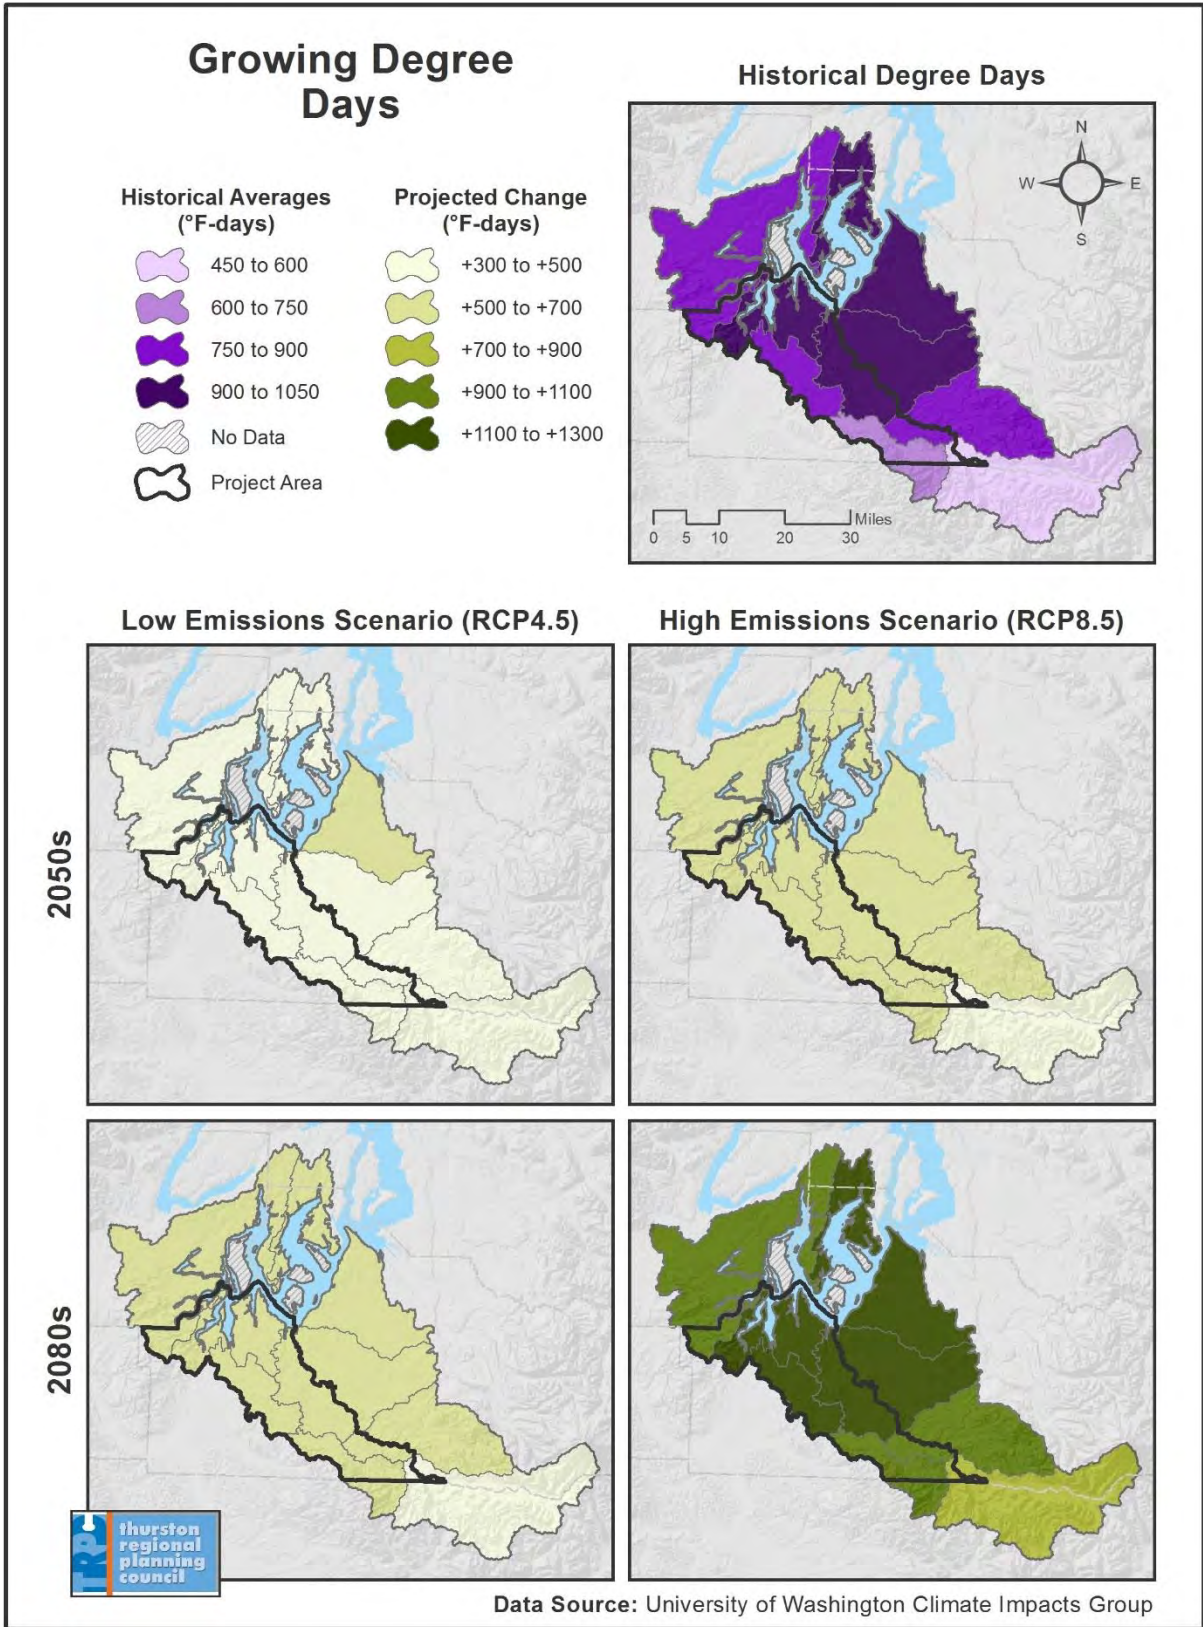 Growing Degree
Days
Historical Degree Days
Historical Averages
(°F-days)
450 to 600
600 to 750
750 to 900
900 to 1050
No Data
Project Area
Projected Change
(°F-days)
+300 to +500
+500 to +700
+700 to +900
+900 to +1100
+1100 to +1300
N
W
E
S
Miles
0 5 10 20 30
Low Emissions Scenario (RCP4.5)
High Emissions Scenario (RCP8.5)
2050s
2080s
TRPC
thurston
regional
planning
council
Data Source: University of Washington Climate Impacts Group